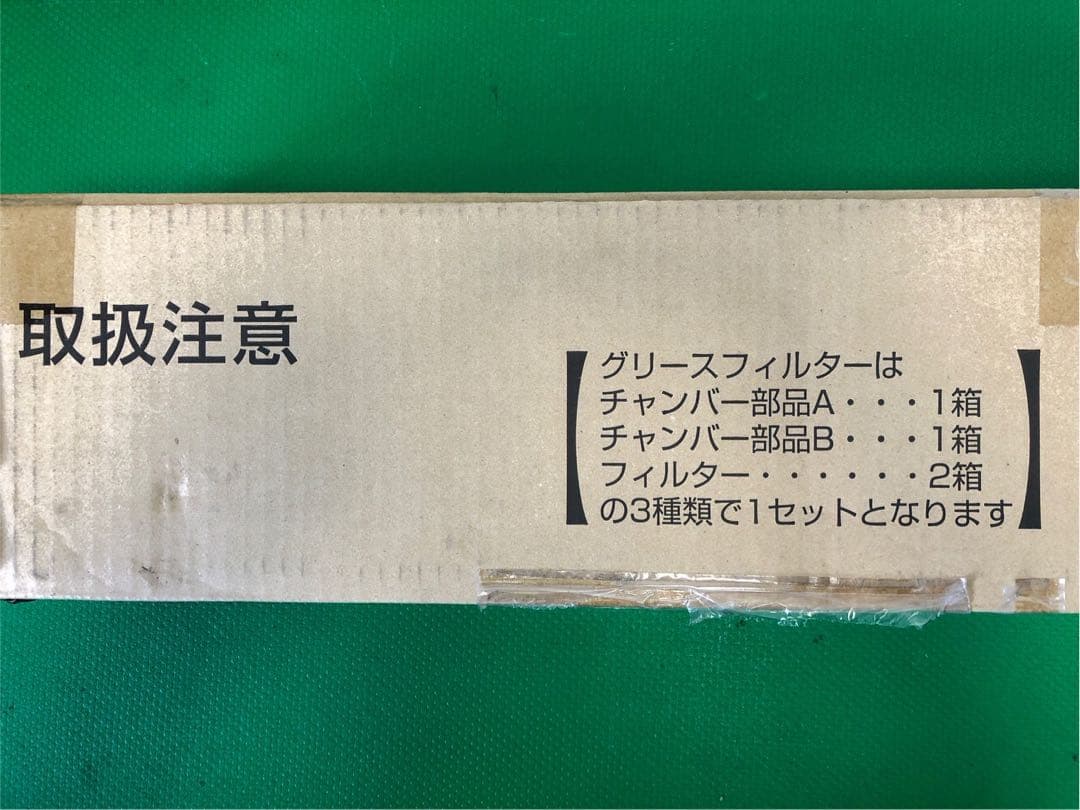 取扱注意
【グリースフィルターは
チャンバー部品A・・・1箱
チャンバー部品B・・・1箱
フィルター・・・・・・2箱
の3種類で1セットとなります】